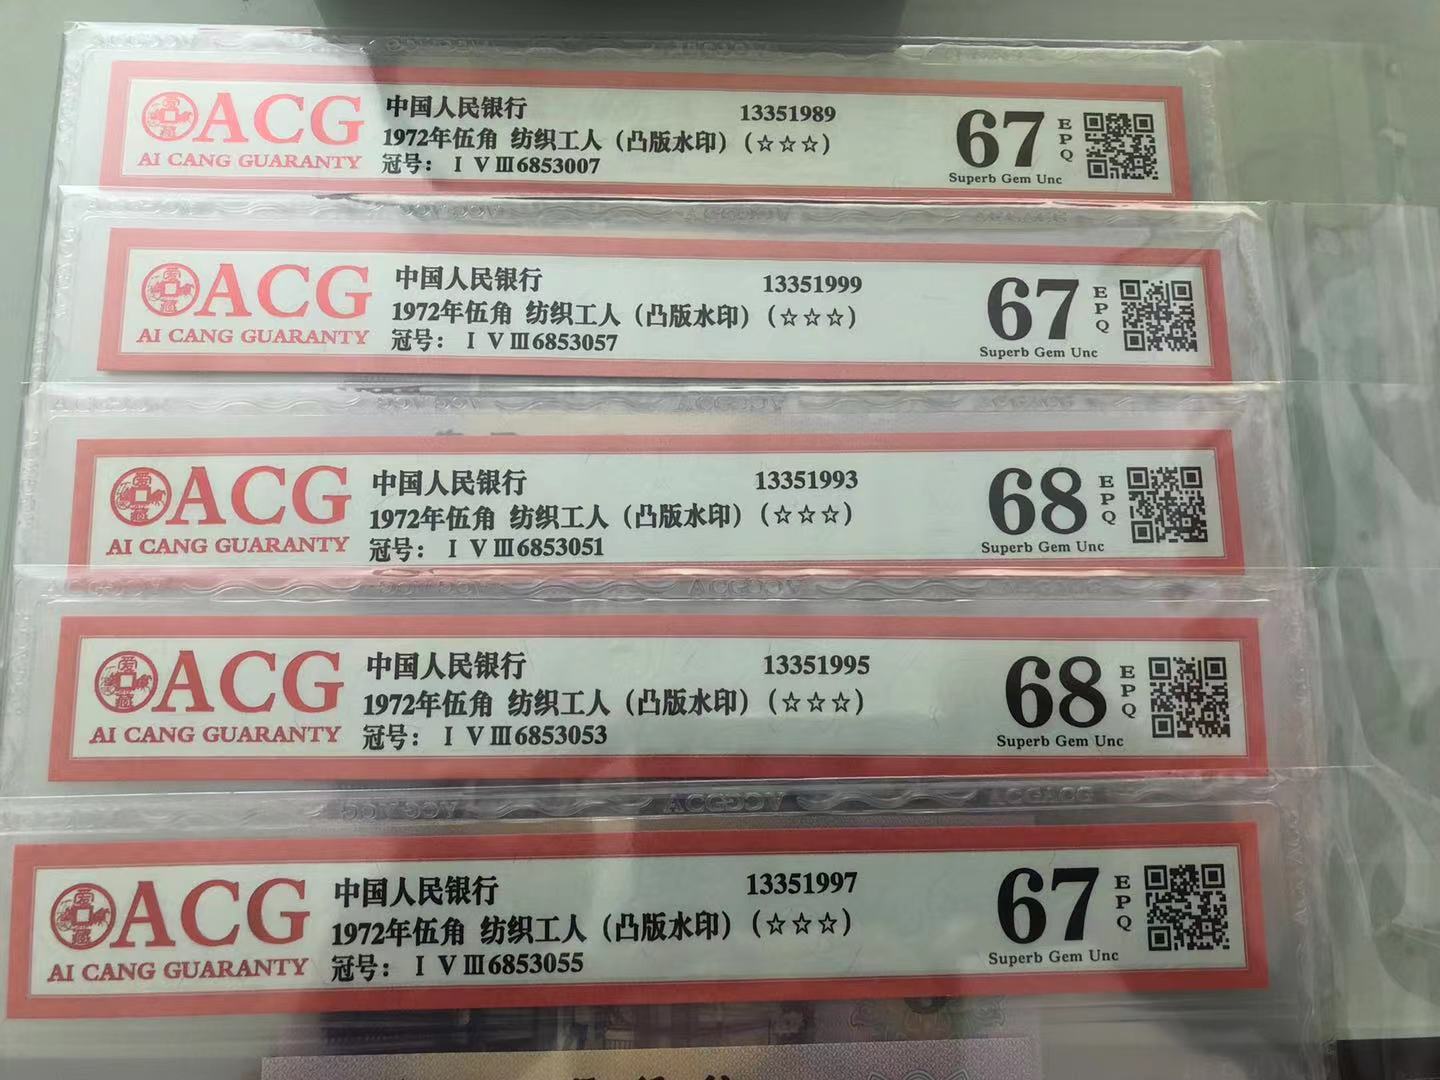 ACG
AI CANG GUARANTY
中国人民银行
13351989
1972年伍角 纺织工人（凸版水印）（☆☆☆）
冠号：ⅠⅤⅢ6853007
67
EPQ
Superb Gem Unc
ACG
AI CANG GUARANTY
中国人民银行
13351999
1972年伍角 纺织工人（凸版水印）（☆☆☆）
冠号：ⅠⅤⅢ6853057
67
EPQ
Superb Gem Unc
ACG
AI CANG GUARANTY
中国人民银行
13351993
1972年伍角 纺织工人（凸版水印）（☆☆☆）
冠号：ⅠⅤⅢ6853051
68
EPQ
Superb Gem Unc
ACG
AI CANG GUARANTY
中国人民银行
13351995
1972年伍角 纺织工人（凸版水印）（☆☆☆）
冠号：ⅠⅤⅢ6853053
68
EPQ
Superb Gem Unc
ACG
AI CANG GUARANTY
中国人民银行
13351997
1972年伍角 纺织工人（凸版水印）（☆☆☆）
冠号：ⅠⅤⅢ6853055
67
EPQ
Superb Gem Unc